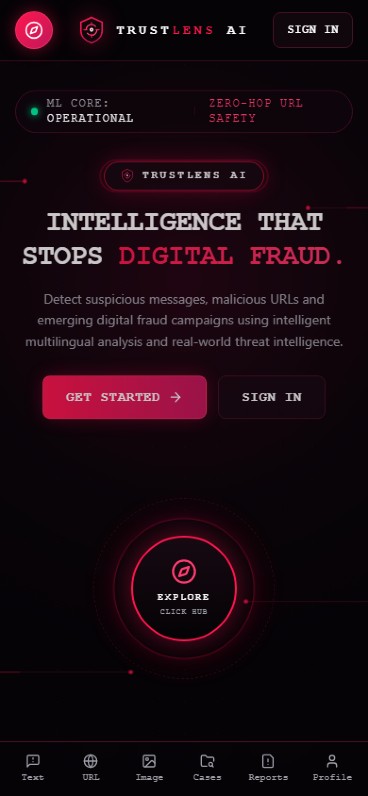 TRUSTLENS AI
SIGN IN
ML CORE:
OPERATIONAL
ZERO-HOP URL
SAFETY
TRUSTLENS AI
INTELLIGENCE THAT
STOPS DIGITAL FRAUD.
Detect suspicious messages, malicious URLs and
emerging digital fraud campaigns using intelligent
multilingual analysis and real-world threat intelligence.
GET STARTED →
SIGN IN
EXPLORE
CLICK HUB
Text
URL
Image
Cases
Reports
Profile